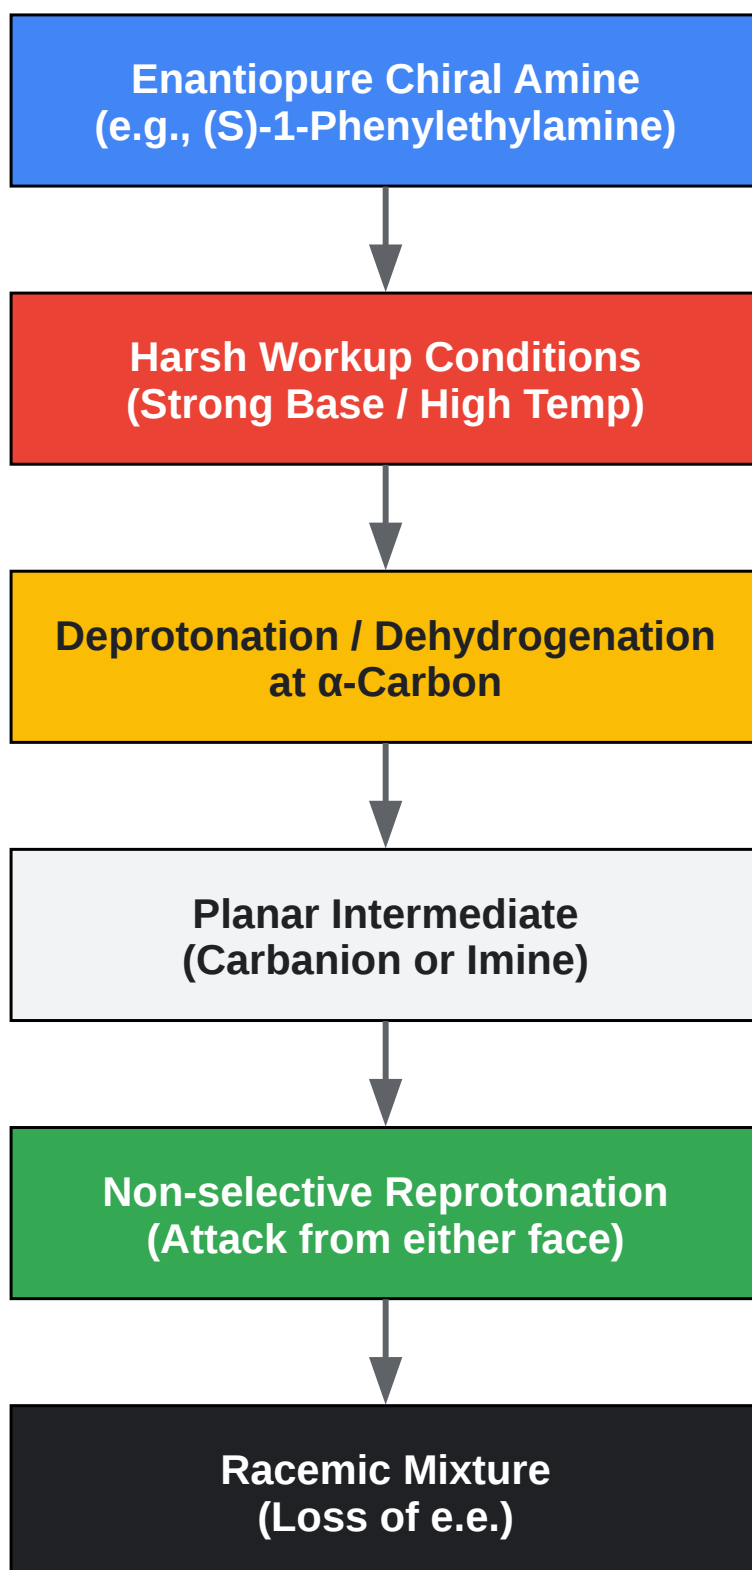 Enantiopure Chiral Amine
(e.g., (S)-1-Phenylethylamine)
Harsh Workup Conditions
(Strong Base / High Temp)
Deprotonation / Dehydrogenation
at α-Carbon
Planar Intermediate
(Carbanion or Imine)
Non-selective Reprotonation
(Attack from either face)
Racemic Mixture
(Loss of e.e.)